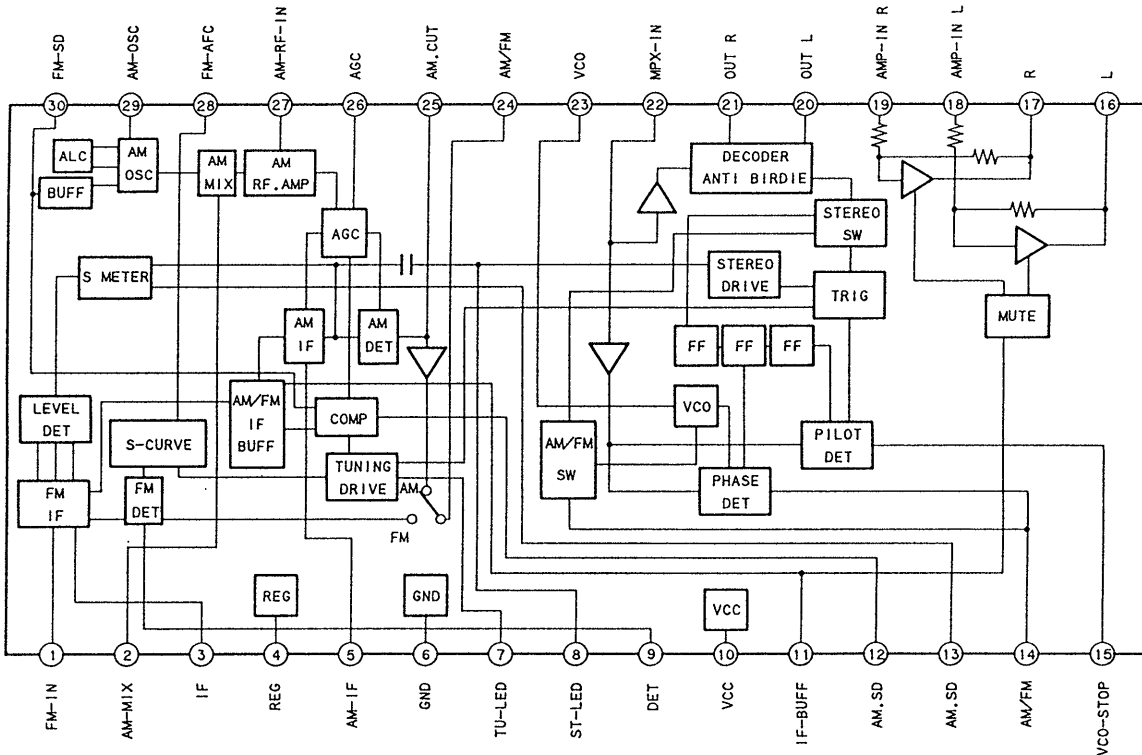 FM-SD
AM-OSC
FM-AFC
AM-RF-IN
AGC
AM.CUT
AM/FM
VCO
MPX-IN
OUT R
OUT L
AMP-IN R
AMP-IN L
R
L
30
29
28
27
26
25
24
23
22
21
20
19
18
17
16
ALC
AM
OSC
BUFF
AM
MIX
AM
RF.AMP
AGC
DECODER
ANTI BIRDIE
STEREO
SW
S METER
STEREO
DRIVE
TRIG
MUTE
AM
IF
AM
DET
FF
FF
FF
LEVEL
DET
S-CURVE
AM/FM
IF
BUFF
COMP
VCO
AM/FM
SW
PILOT
DET
TUNING
DRIVE
PHASE
DET
FM
IF
FM
DET
AM
FM
REG
GND
VCC
1
2
3
4
5
6
7
8
9
10
11
12
13
14
15
FM-IN
AM-MIX
IF
REG
AM-IF
GND
TU-LED
ST-LED
DET
VCC
IF-BUFF
AM.SD
AM.SD
AM/FM
VCO-STOP